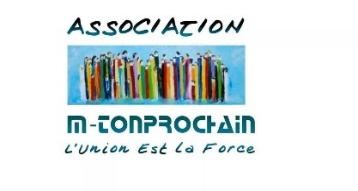 ASSOCIATION
M-TONPROCHAIN
L'Union Est la Force